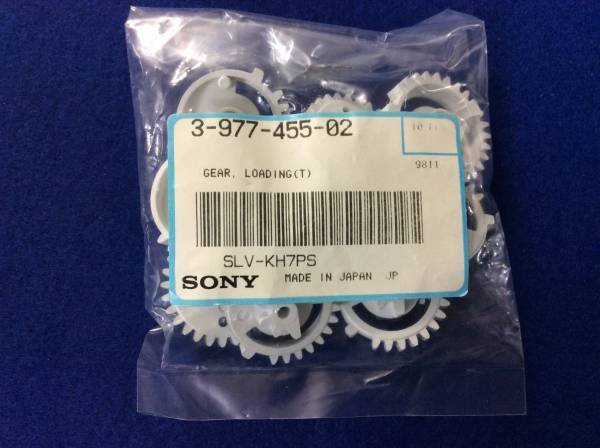 3-977-455-02
9811
GEAR, LOADING(T)
SLV-KH7PS
SONY MADE IN JAPAN JP